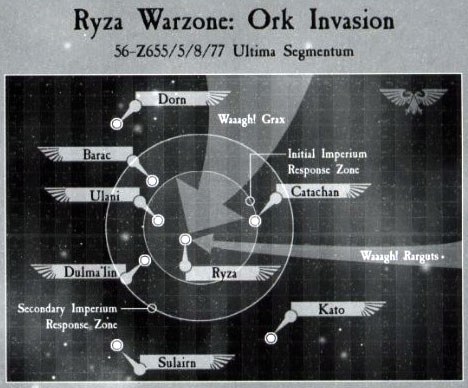 Ryza Warzone: Ork Invasion
56-Z655/5/8/77 Ultima Segmentum
Dorn
Waaagh! Grax
Barac
Initial Imperium
Response Zone
Ulani
Catachan
Waaagh! Rarguts
Dulma'lin
Ryza
Secondary Imperium
Response Zone
Kato
Sulairn